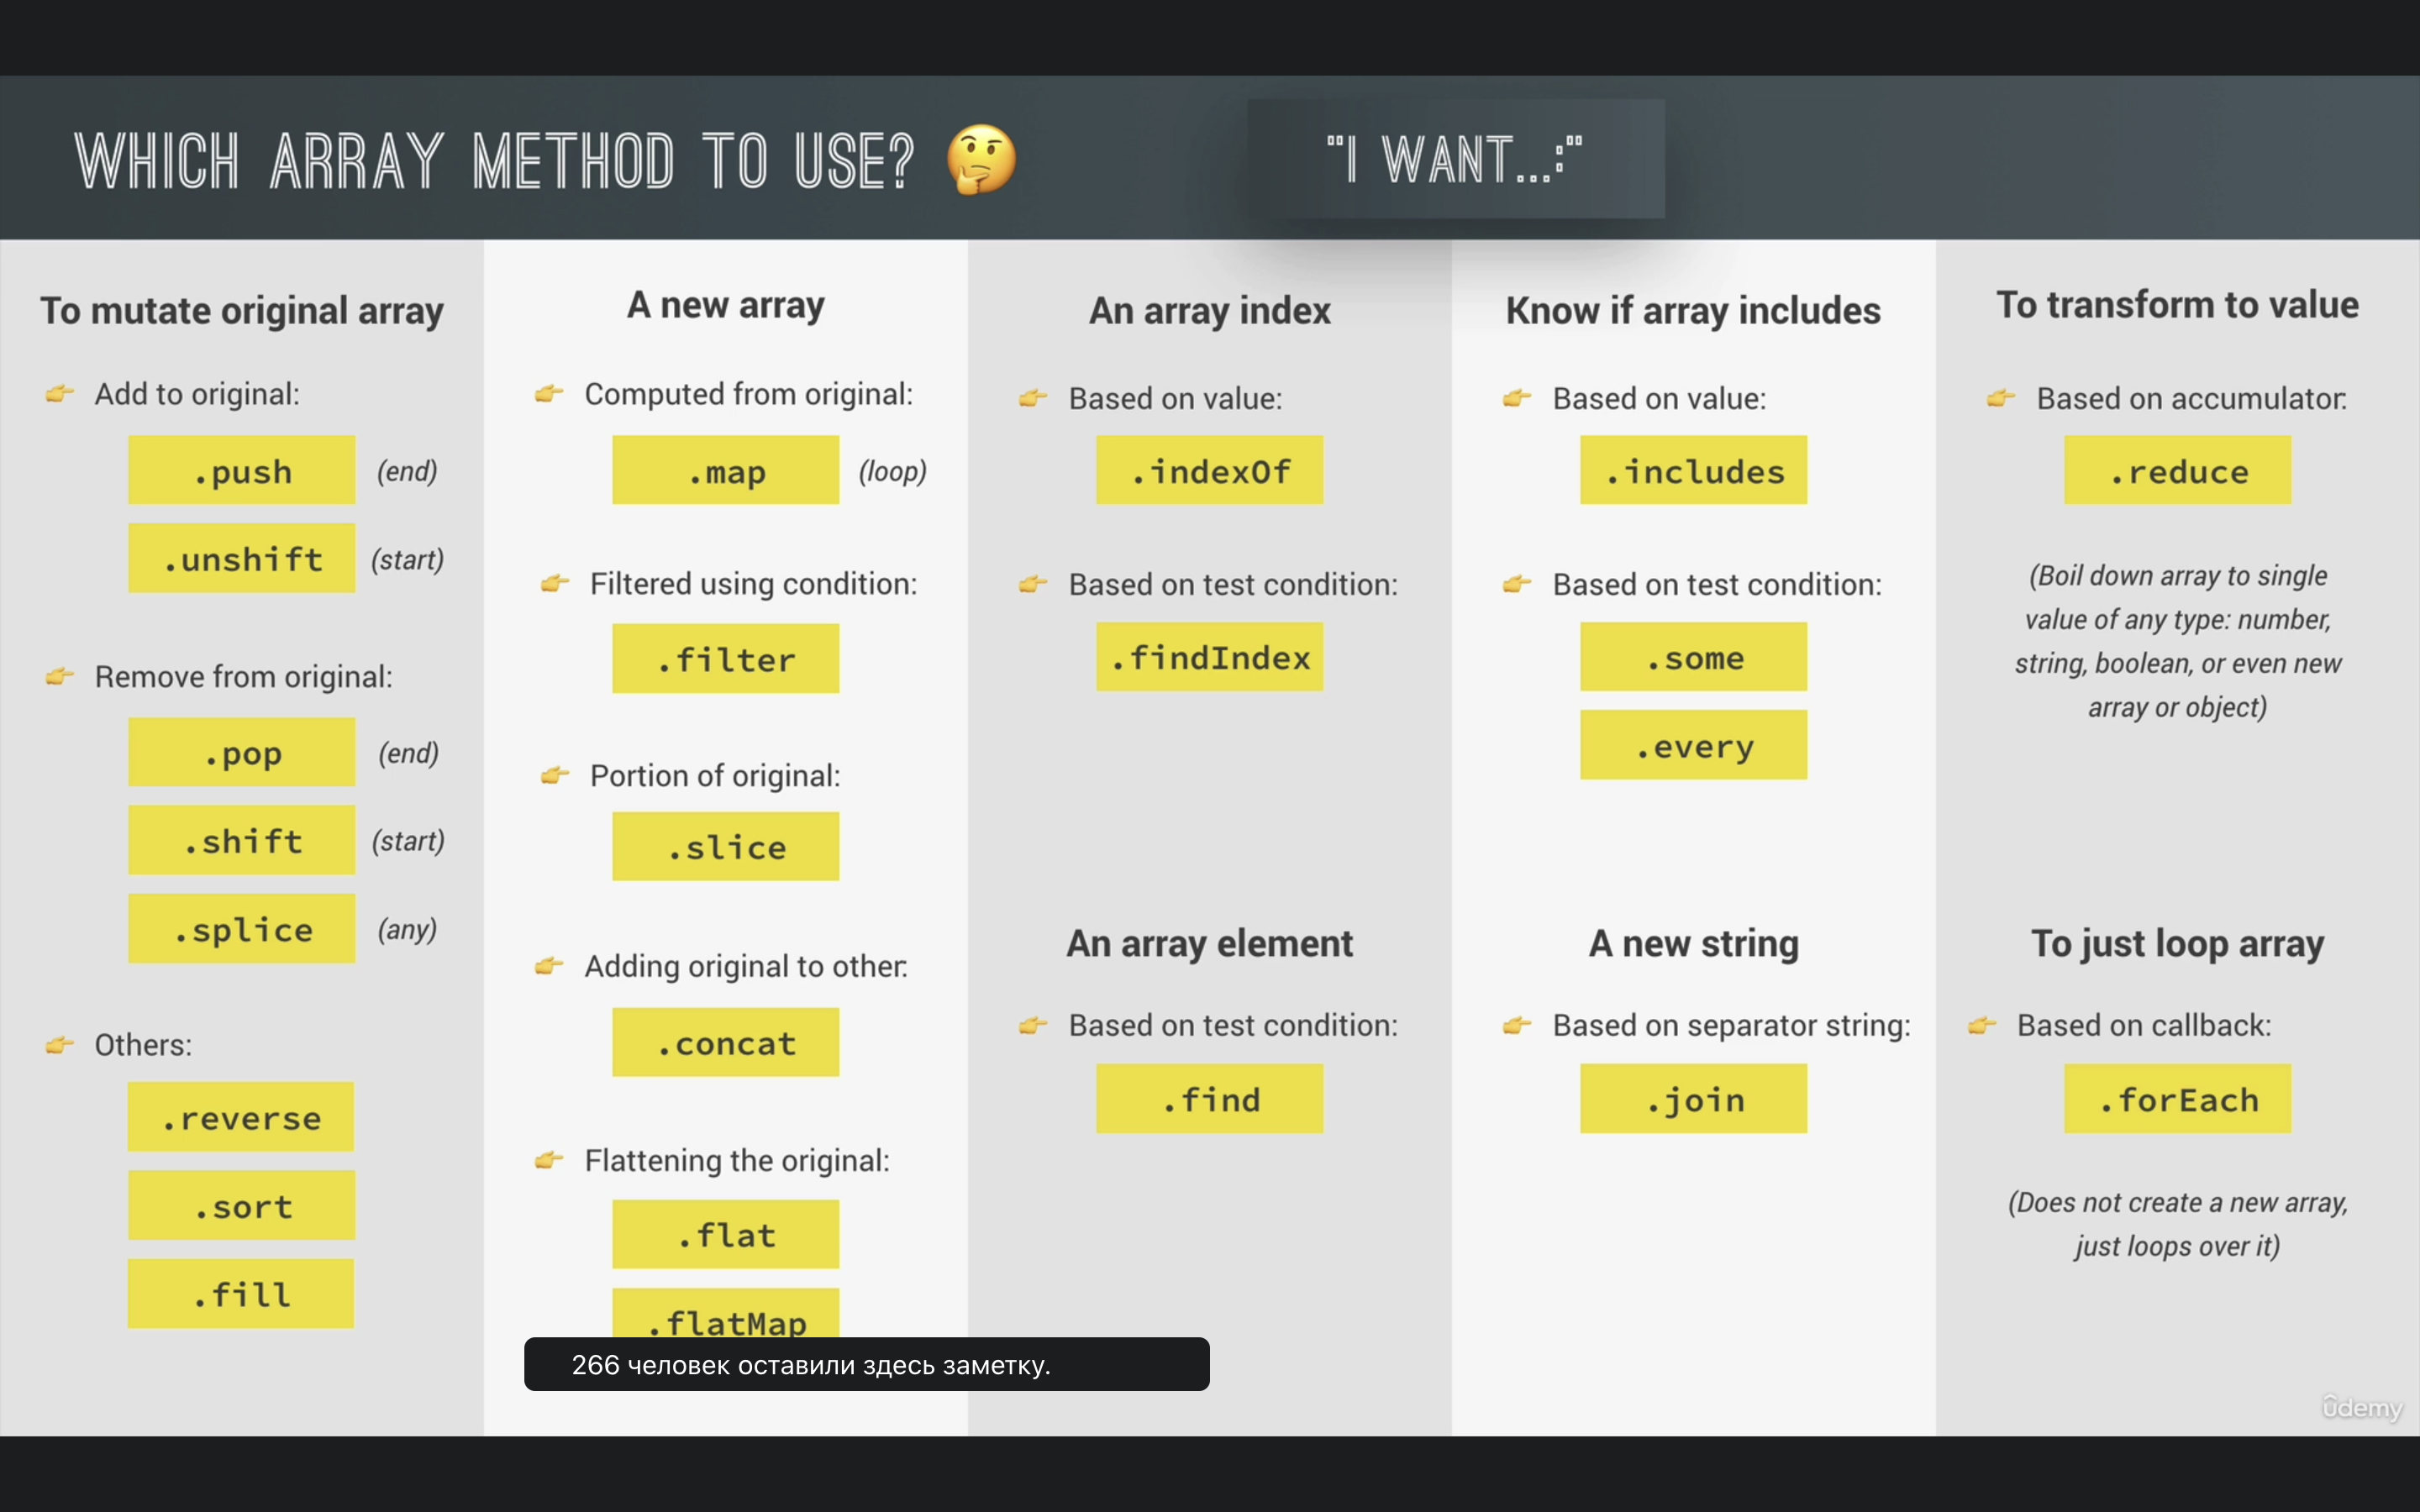 WHICH ARRAY METHOD TO USE? 🤔
"I WANT...:"
To mutate original array
👉 Add to original:
.push (end)
.unshift (start)
👉 Remove from original:
.pop (end)
.shift (start)
.splice (any)
👉 Others:
.reverse
.sort
.fill
A new array
👉 Computed from original:
.map (loop)
👉 Filtered using condition:
.filter
👉 Portion of original:
.slice
👉 Adding original to other:
.concat
👉 Flattening the original:
.flat
.flatMap
266 человек оставили здесь заметку.
An array index
👉 Based on value:
.indexOf
👉 Based on test condition:
.findIndex
An array element
👉 Based on test condition:
.find
Know if array includes
👉 Based on value:
.includes
👉 Based on test condition:
.some
.every
A new string
👉 Based on separator string:
.join
To transform to value
👉 Based on accumulator:
.reduce
(Boil down array to single
value of any type: number,
string, boolean, or even new
array or object)
To just loop array
👉 Based on callback:
.forEach
(Does not create a new array,
just loops over it)
ûdemy